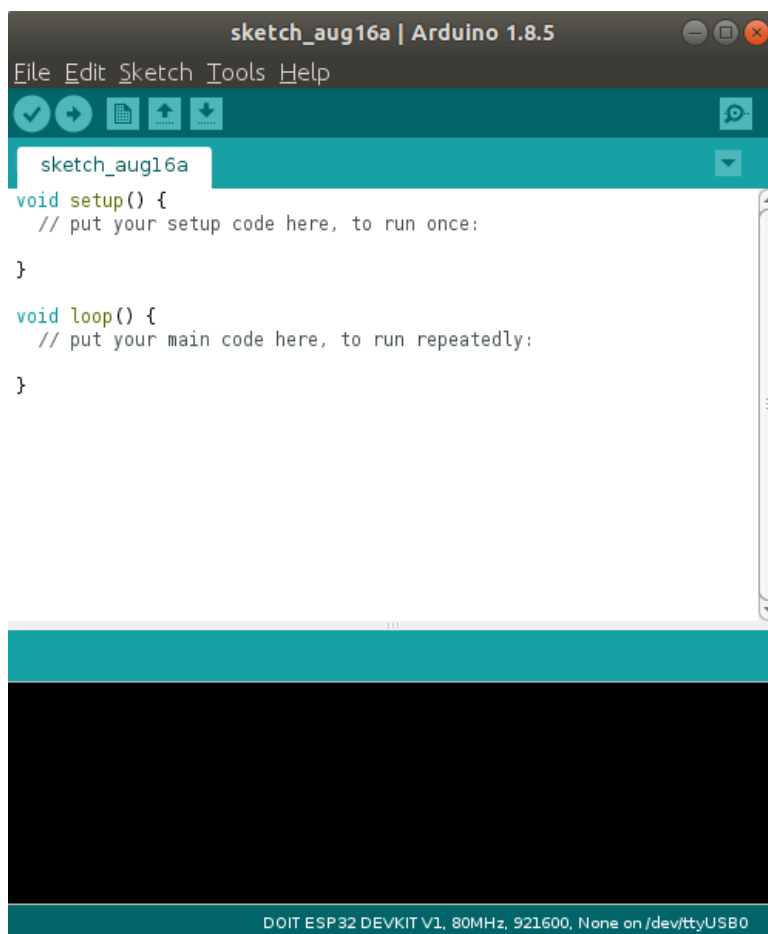 sketch_aug16a | Arduino 1.8.5
File Edit Sketch Tools Help
sketch_aug16a
void setup() {
  // put your setup code here, to run once:
}
void loop() {
  // put your main code here, to run repeatedly:
}
DOIT ESP32 DEVKIT V1, 80MHz, 921600, None on /dev/ttyUSB0